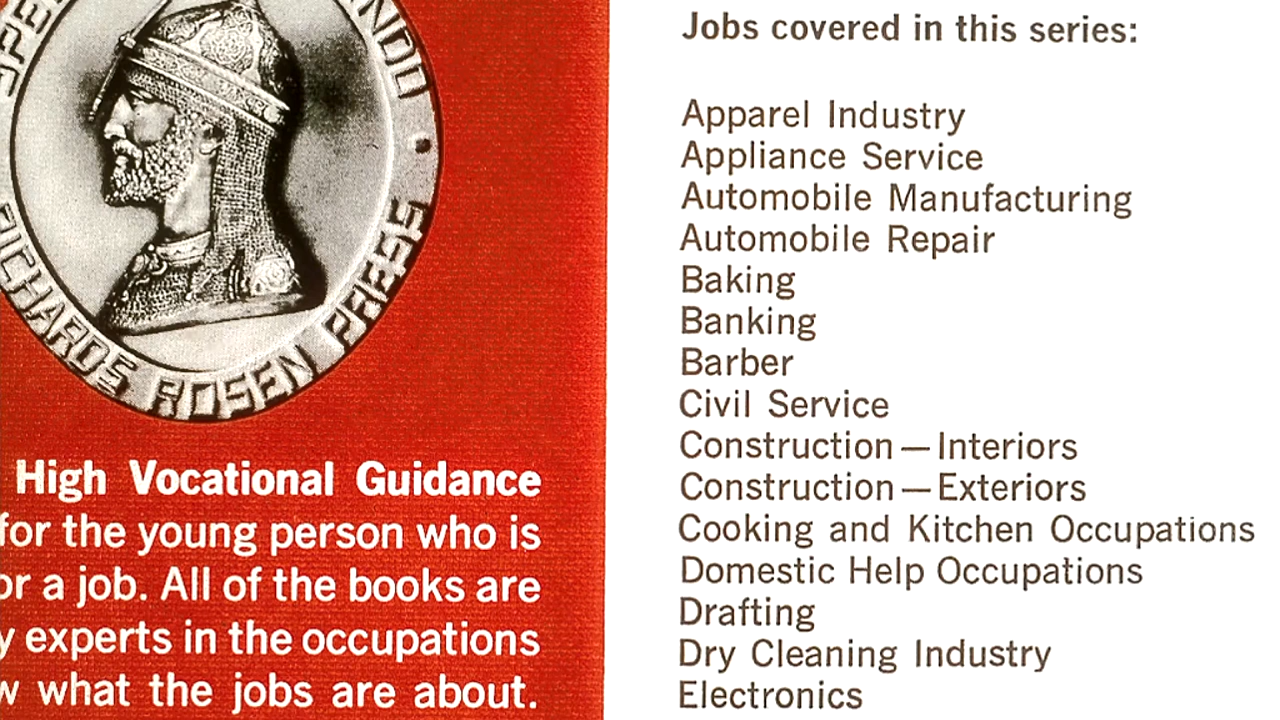 RICHARDS ROSEN PRESS
High Vocational Guidance
for the young person who is
or a job. All of the books are
y experts in the occupations
w what the jobs are about.
Jobs covered in this series:
Apparel Industry
Appliance Service
Automobile Manufacturing
Automobile Repair
Baking
Banking
Barber
Civil Service
Construction — Interiors
Construction — Exteriors
Cooking and Kitchen Occupations
Domestic Help Occupations
Drafting
Dry Cleaning Industry
Electronics